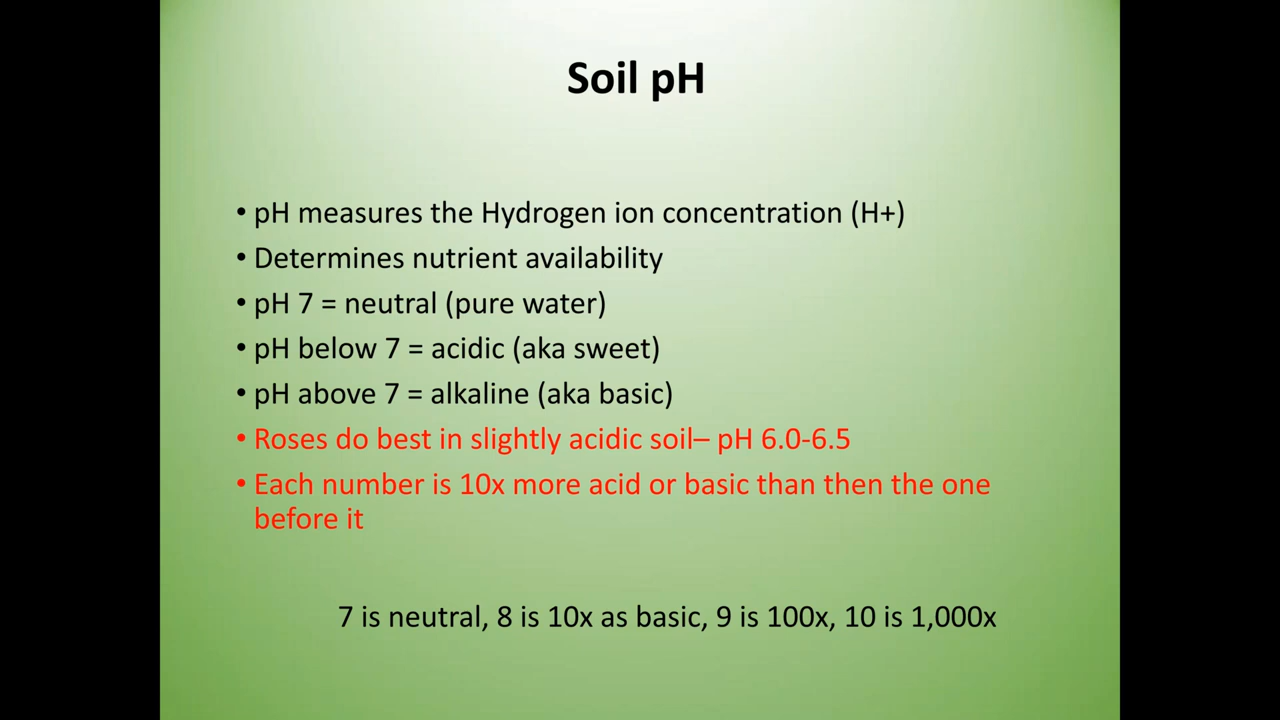 Soil pH
• pH measures the Hydrogen ion concentration (H+)
• Determines nutrient availability
• pH 7 = neutral (pure water)
• pH below 7 = acidic (aka sweet)
• pH above 7 = alkaline (aka basic)
• Roses do best in slightly acidic soil– pH 6.0-6.5
• Each number is 10x more acid or basic than then the one
before it
7 is neutral, 8 is 10x as basic, 9 is 100x, 10 is 1,000x